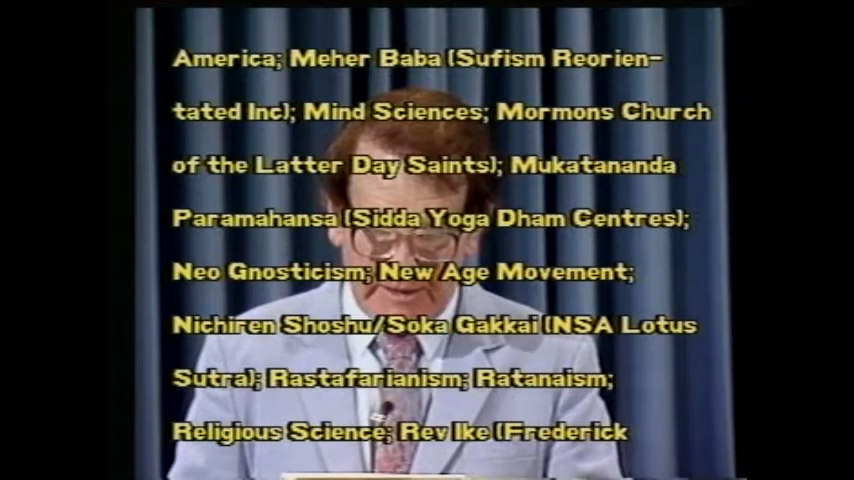 America; Meher Baba (Sufism Reorien-
tated Inc); Mind Sciences; Mormons Church
of the Latter Day Saints); Mukatananda
Paramahansa (Sidda Yoga Dham Centres);
Neo Gnosticism; New Age Movement;
Nichiren Shoshu/Soka Gakkai (NSA Lotus
Sutra); Rastafarianism; Ratanaism;
Religious Science; Rev Ike (Frederick